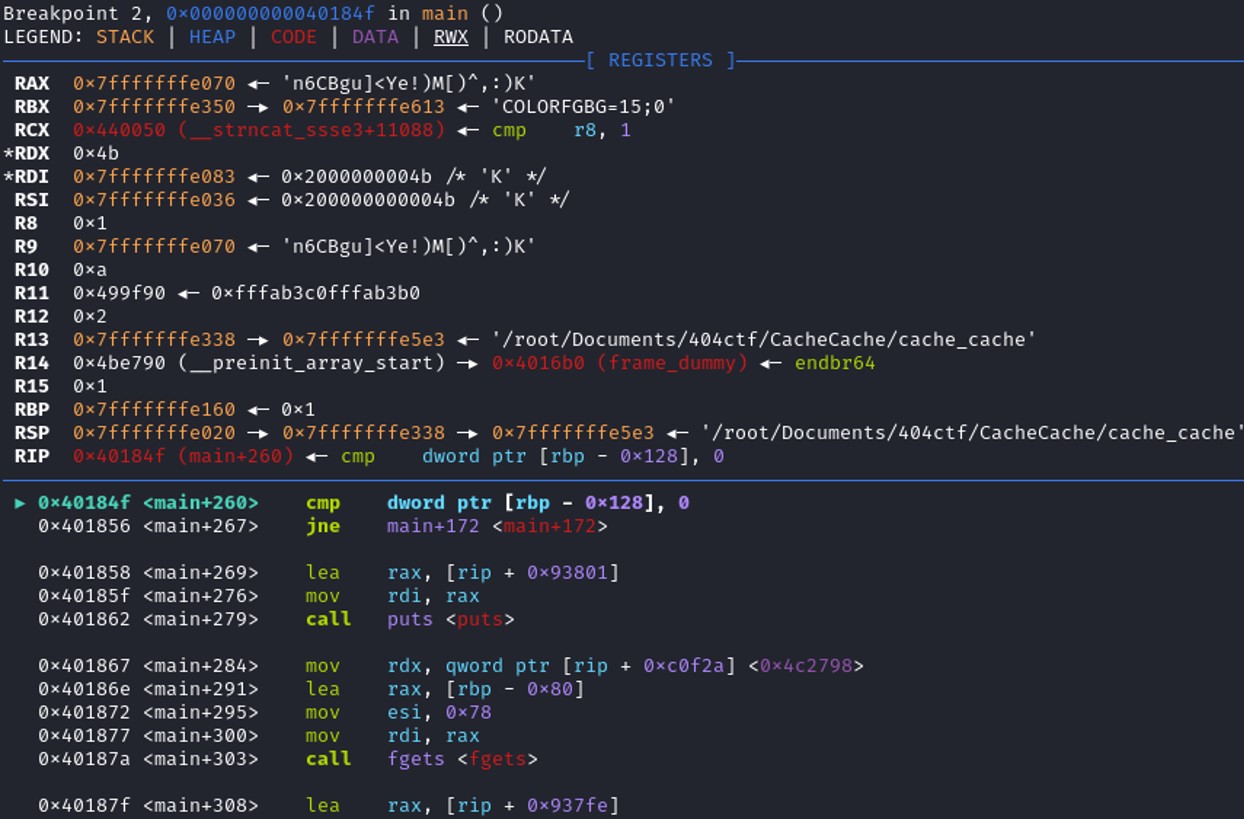 Breakpoint 2, 0x000000000040184f in main ()
LEGEND: STACK | HEAP | CODE | DATA | RWX | RODATA
[ REGISTERS ]
RAX  0x7fffffffe070 ◂— 'n6CBgu]<Ye!)M[)^,:)K'
RBX  0x7fffffffe350 —▸ 0x7fffffffe613 ◂— 'COLORFGBG=15;0'
RCX  0x440050 (__strncat_ssse3+11088) ◂— cmp    r8, 1
*RDX  0x4b
*RDI  0x7fffffffe083 ◂— 0x2000000004b /* 'K' */
RSI  0x7fffffffe036 ◂— 0x200000000004b /* 'K' */
R8   0x1
R9   0x7fffffffe070 ◂— 'n6CBgu]<Ye!)M[)^,:)K'
R10  0xa
R11  0x499f90 ◂— 0xfffab3c0fffab3b0
R12  0x2
R13  0x7fffffffe338 —▸ 0x7fffffffe5e3 ◂— '/root/Documents/404ctf/CacheCache/cache_cache'
R14  0x4be790 (__preinit_array_start) —▸ 0x4016b0 (frame_dummy) ◂— endbr64
R15  0x1
RBP  0x7fffffffe160 ◂— 0x1
RSP  0x7fffffffe020 —▸ 0x7fffffffe338 —▸ 0x7fffffffe5e3 ◂— '/root/Documents/404ctf/CacheCache/cache_cache'
RIP  0x40184f (main+260) ◂— cmp    dword ptr [rbp - 0x128], 0
► 0x40184f <main+260>    cmp    dword ptr [rbp - 0x128], 0
0x401856 <main+267>    jne    main+172 <main+172>
0x401858 <main+269>    lea    rax, [rip + 0x93801]
0x40185f <main+276>    mov    rdi, rax
0x401862 <main+279>    call   puts <puts>
0x401867 <main+284>    mov    rdx, qword ptr [rip + 0xc0f2a] <0x4c2798>
0x40186e <main+291>    lea    rax, [rbp - 0x80]
0x401872 <main+295>    mov    esi, 0x78
0x401877 <main+300>    mov    rdi, rax
0x40187a <main+303>    call   fgets <fgets>
0x40187f <main+308>    lea    rax, [rip + 0x937fe]